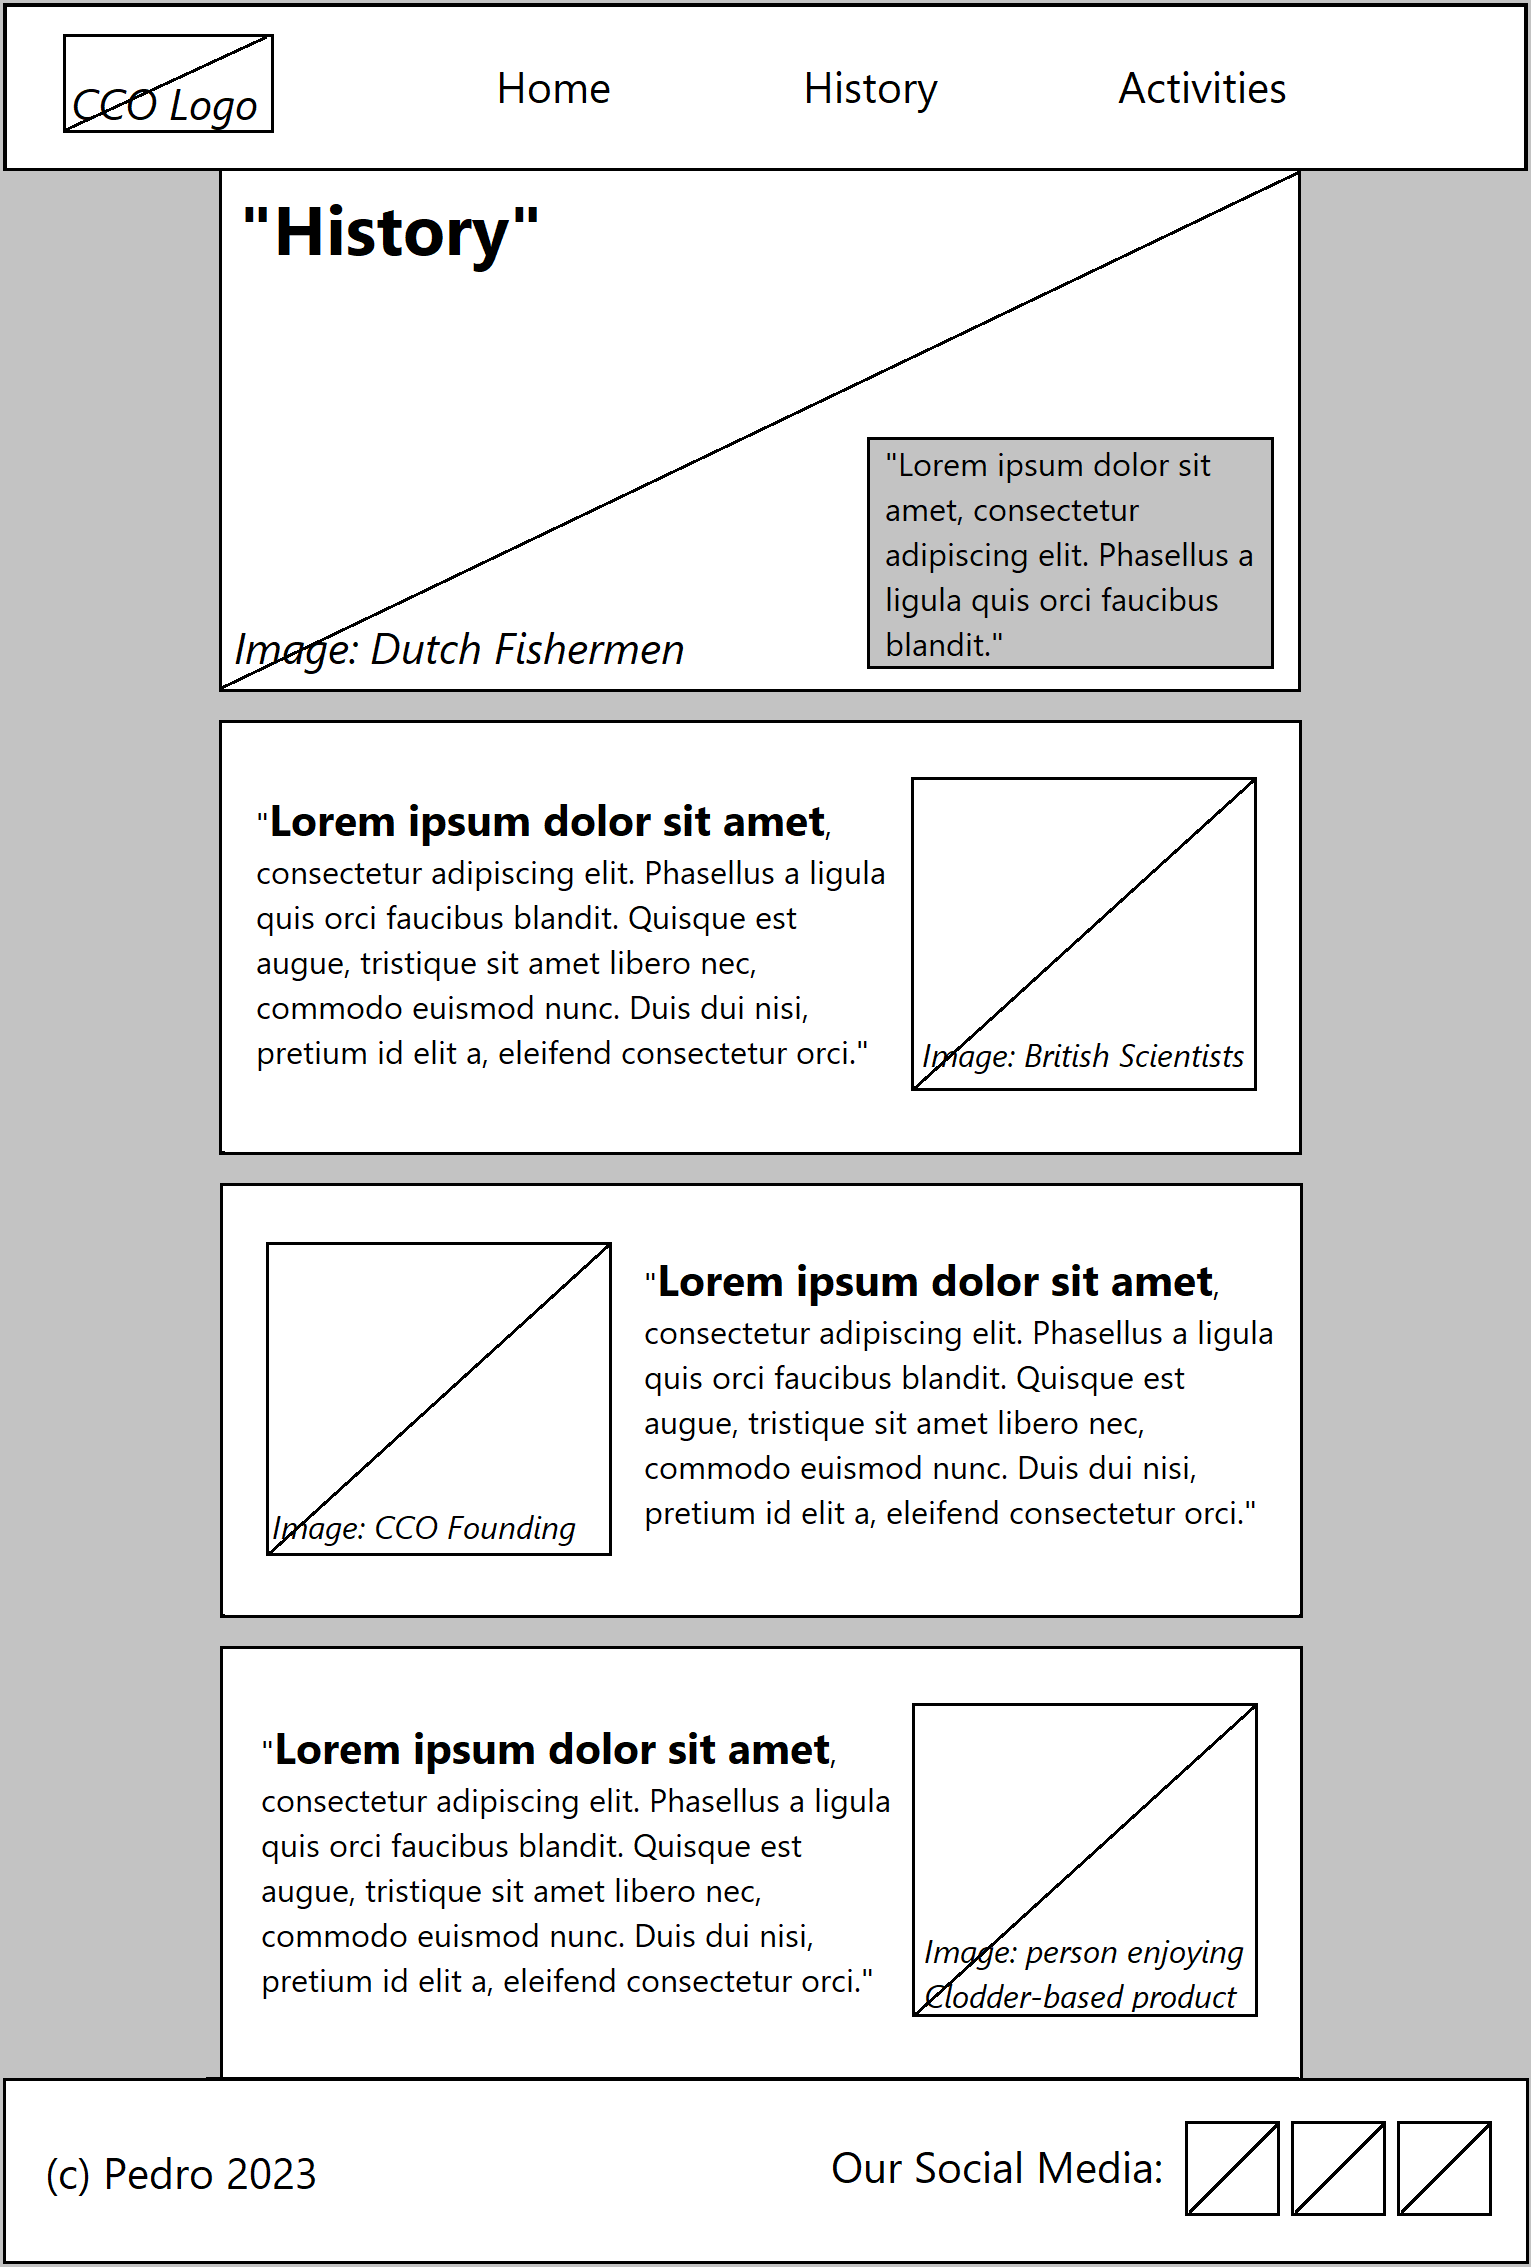 CCO Logo
Home
History
Activities
"History"
"Lorem ipsum dolor sit
amet, consectetur
adipiscing elit. Phasellus a
ligula quis orci faucibus
blandit."
Image: Dutch Fishermen
"Lorem ipsum dolor sit amet,
consectetur adipiscing elit. Phasellus a ligula
quis orci faucibus blandit. Quisque est
augue, tristique sit amet libero nec,
commodo euismod nunc. Duis dui nisi,
pretium id elit a, eleifend consectetur orci."
Image: British Scientists
Image: CCO Founding
"Lorem ipsum dolor sit amet,
consectetur adipiscing elit. Phasellus a ligula
quis orci faucibus blandit. Quisque est
augue, tristique sit amet libero nec,
commodo euismod nunc. Duis dui nisi,
pretium id elit a, eleifend consectetur orci."
"Lorem ipsum dolor sit amet,
consectetur adipiscing elit. Phasellus a ligula
quis orci faucibus blandit. Quisque est
augue, tristique sit amet libero nec,
commodo euismod nunc. Duis dui nisi,
pretium id elit a, eleifend consectetur orci."
Image: person enjoying
Clodder-based product
(c) Pedro 2023
Our Social Media: